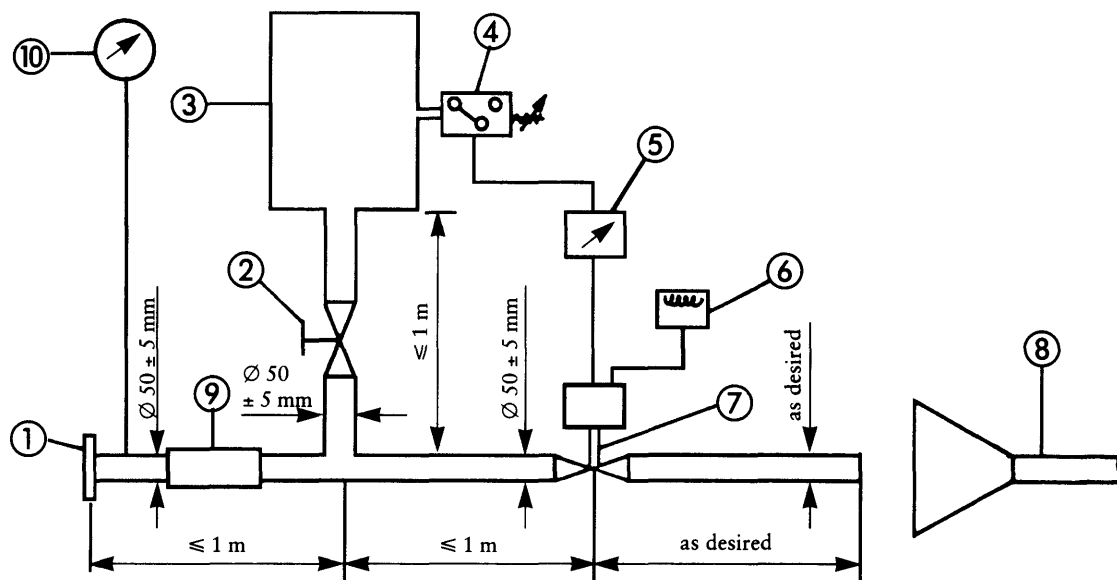 ④
⑩
③
⑤
②
⑥
≤ 1 m
Ø 50 ± 5 mm
Ø 50
± 5 mm
Ø 50 ± 5 mm
as desired
⑧
⑨
⑦
①
≤ 1 m
≤ 1 m
as desired